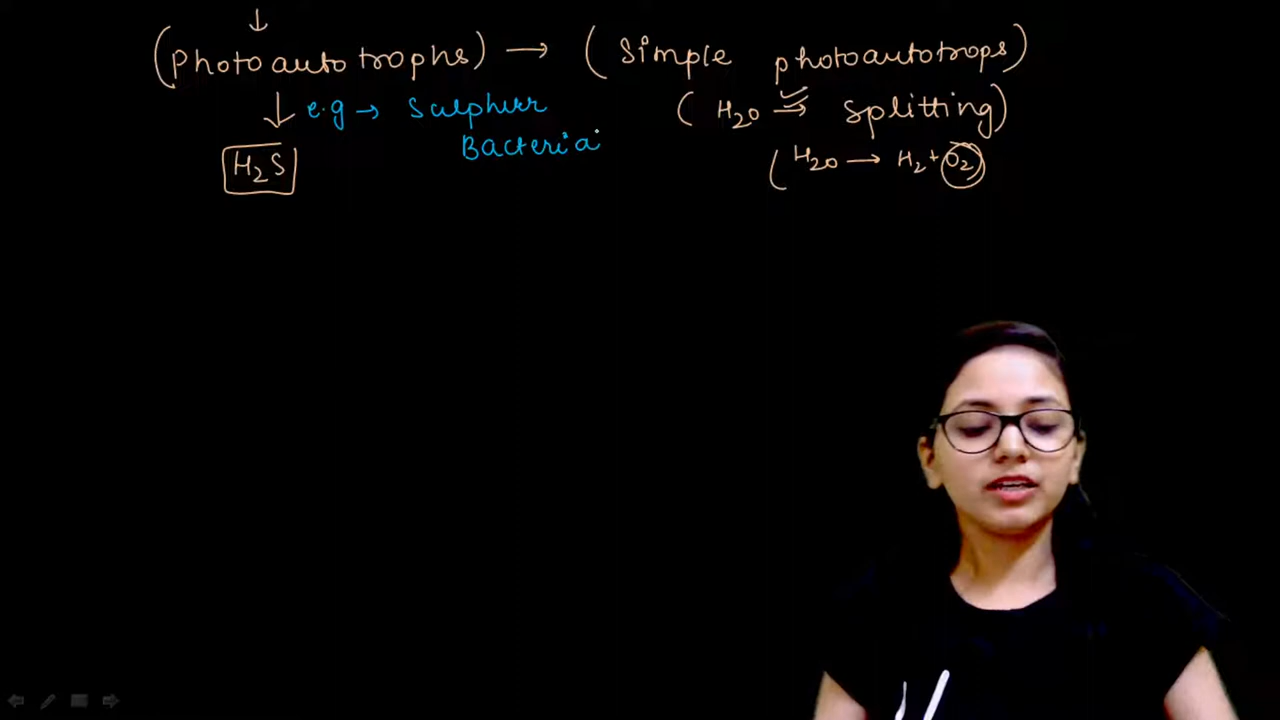 (Photoautotrophs) → (Simple photoautotrops)
↓ e.g → Sulphur (H2O → splitting)
Bacteria
H2S (H2O → H2 + O2)